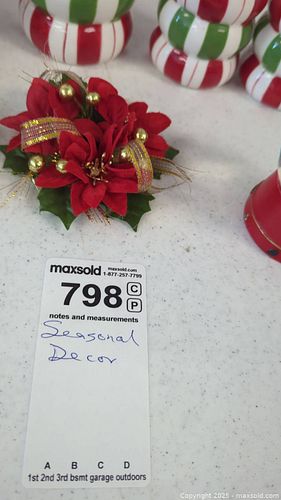 maxsold maxsold.com
1-877-257-7799
798 C
P
notes and measurements
Seasonal
Decor
A B C D
1st 2nd 3rd bsmt garage outdoors
Copyright 2025 - maxsold.com